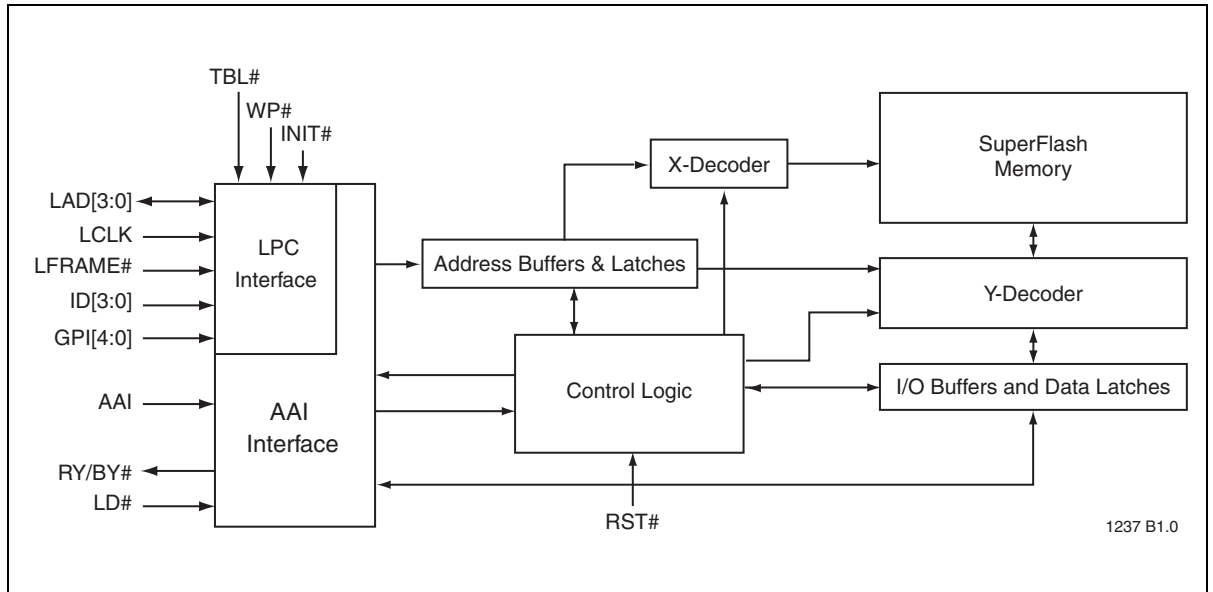 TBL#
WP#
INIT#
LAD[3:0]
LCLK
LFRAME#
ID[3:0]
GPI[4:0]
AAI
RY/BY#
LD#
LPC
Interface
AAI
Interface
Address Buffers & Latches
X-Decoder
SuperFlash
Memory
Y-Decoder
Control Logic
I/O Buffers and Data Latches
RST#
1237 B1.0